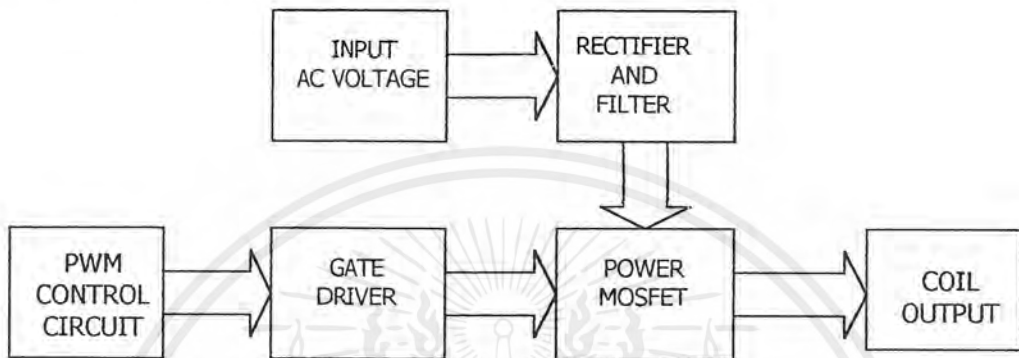 INPUT
AC VOLTAGE
RECTIFIER
AND
FILTER
PWM
CONTROL
CIRCUIT
GATE
DRIVER
POWER
MOSFET
COIL
OUTPUT